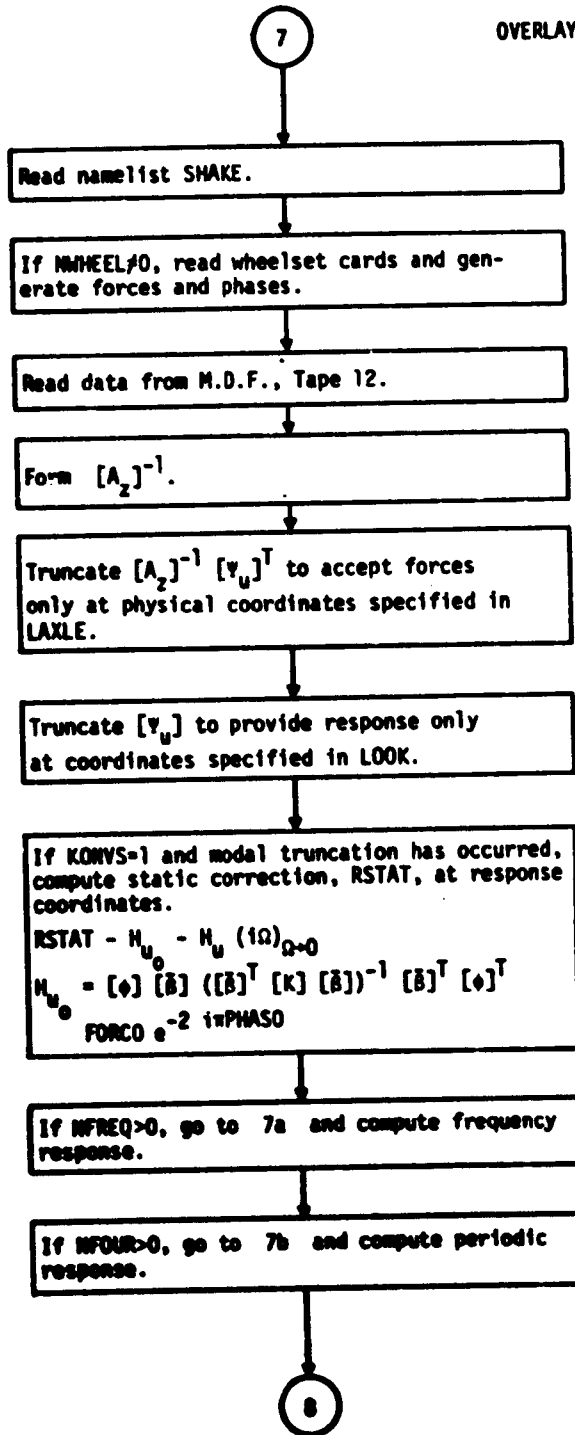 7
OVERLAY
Read namelist SHAKE.
If NWHEEL≠0, read wheelset cards and gen-
erate forces and phases.
Read data from M.D.F., Tape 12.
Form [A_z]^-1.
Truncate [A_z]^-1 [Ψ_u]^T to accept forces
only at physical coordinates specified in
LAXLE.
Truncate [Ψ_u] to provide response only
at coordinates specified in LOOK.
If KONVS=1 and modal truncation has occurred,
compute static correction, RSTAT, at response
coordinates.
RSTAT - H_u_o - H_u (iΩ)_Ω→0
H_u_o = [ϕ] [β̄] ([β̄]^T [K] [β̄])^-1 [β̄]^T [ϕ]^T
FORCO e^-2 iπPHASO
If NFREQ>0, go to 7a and compute frequency
response.
If NFOUR>0, go to 7b and compute periodic
response.
8